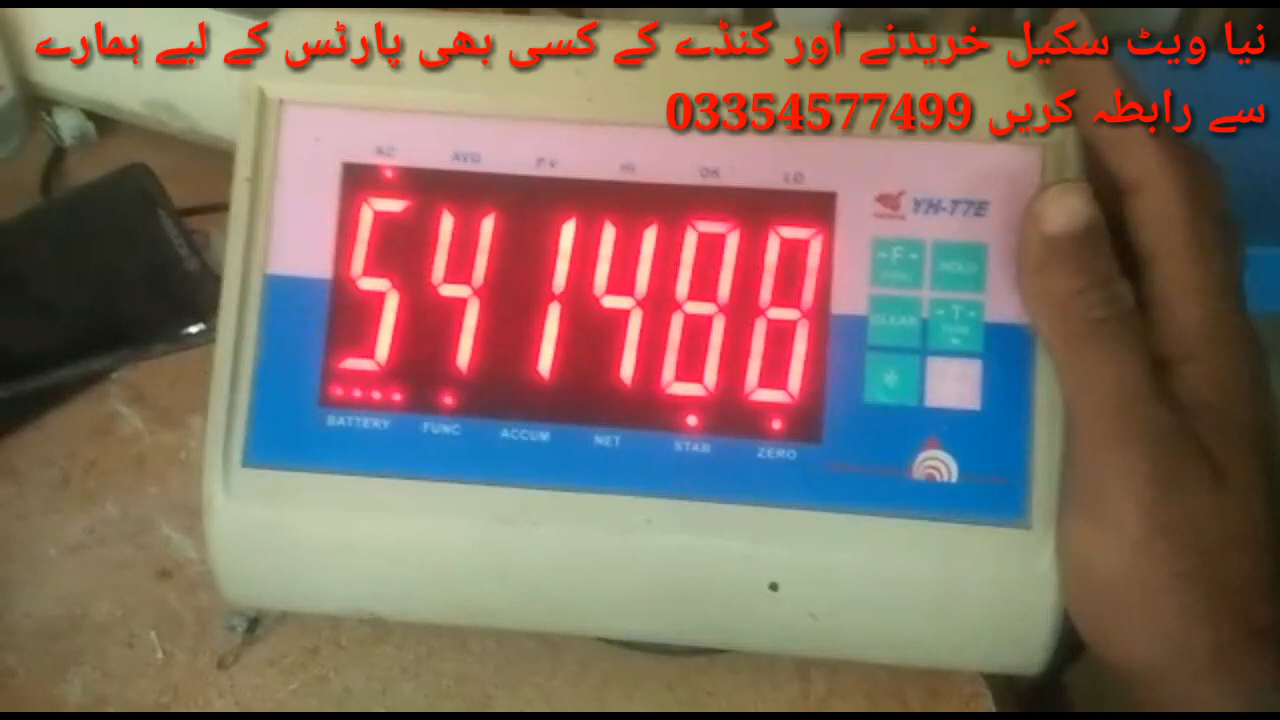 نیا ویٹ سکیل خریدنے اور کنڈے کے کسی بھی پارٹس کے لیے ہمارے
سے رابطہ کریں 03354577499
AC AVG HI OK LO
541488
YH-T7E
- F - HOLD
CLEAR - T -
*
BATTERY FUNC ACCUM NET STAB ZERO